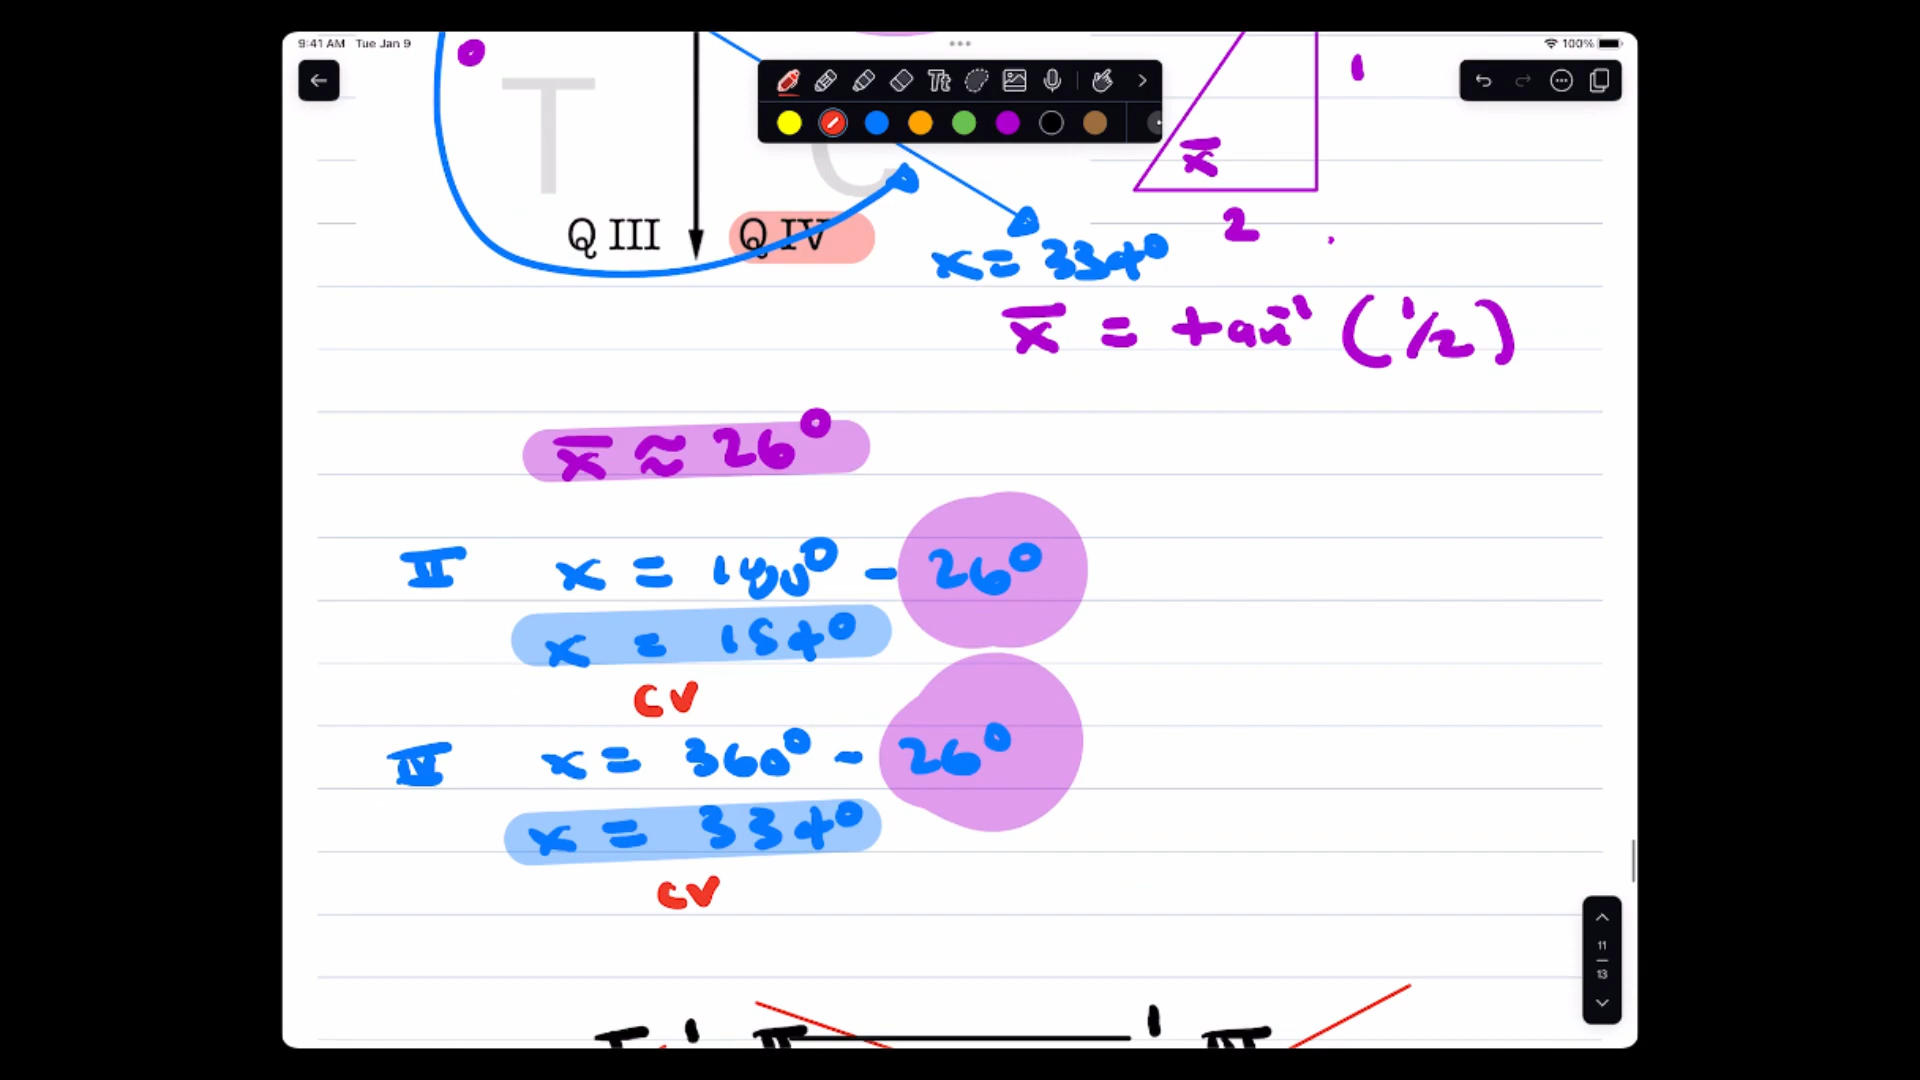 9:41 AM Tue Jan 9
100%
T
C
Tt
1
x̄
2
Q III
Q IV
x = 334°
x̄ = tan⁻¹ (1/2)
x̄ ≈ 26°
II x = 180° - 26°
x = 154°
CV
IV x = 360° - 26°
x = 334°
CV
11
13